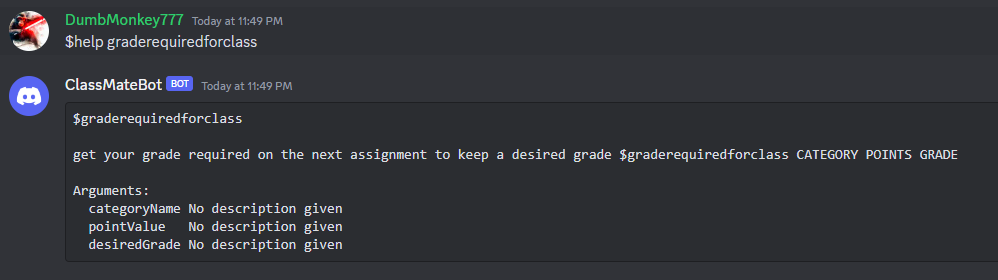 DumbMonkey777 Today at 11:49 PM
$help graderequiredforclass
ClassMateBot BOT Today at 11:49 PM
$graderequiredforclass
get your grade required on the next assignment to keep a desired grade $graderequiredforclass CATEGORY POINTS GRADE
Arguments:
categoryName No description given
pointValue No description given
desiredGrade No description given